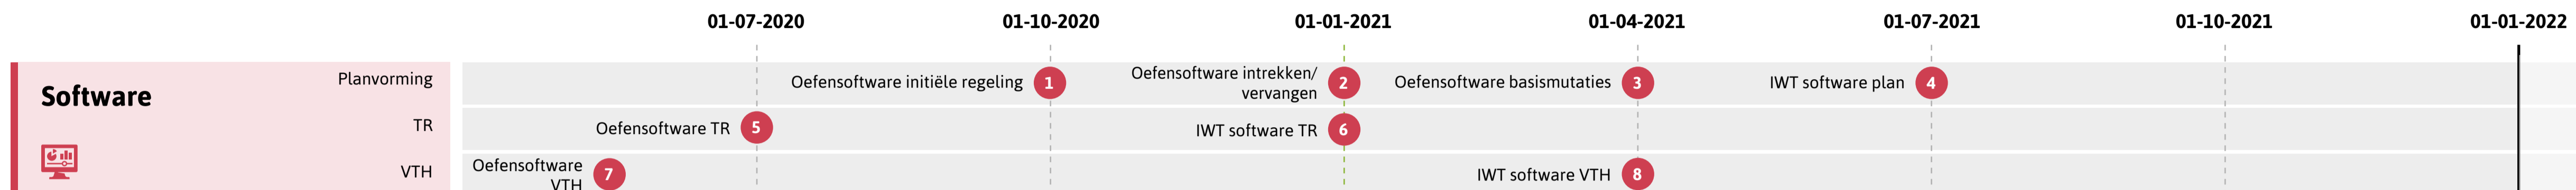 01-07-2020 01-10-2020 01-01-2021 01-04-2021 01-07-2021 01-10-2021 01-01-2022
Software
Planvorming
Oefensoftware initiële regeling 1
Oefensoftware intrekken/
vervangen 2
Oefensoftware basismutaties 3
IWT software plan 4
TR
Oefensoftware TR 5
IWT software TR 6
VTH
Oefensoftware
VTH 7
IWT software VTH 8